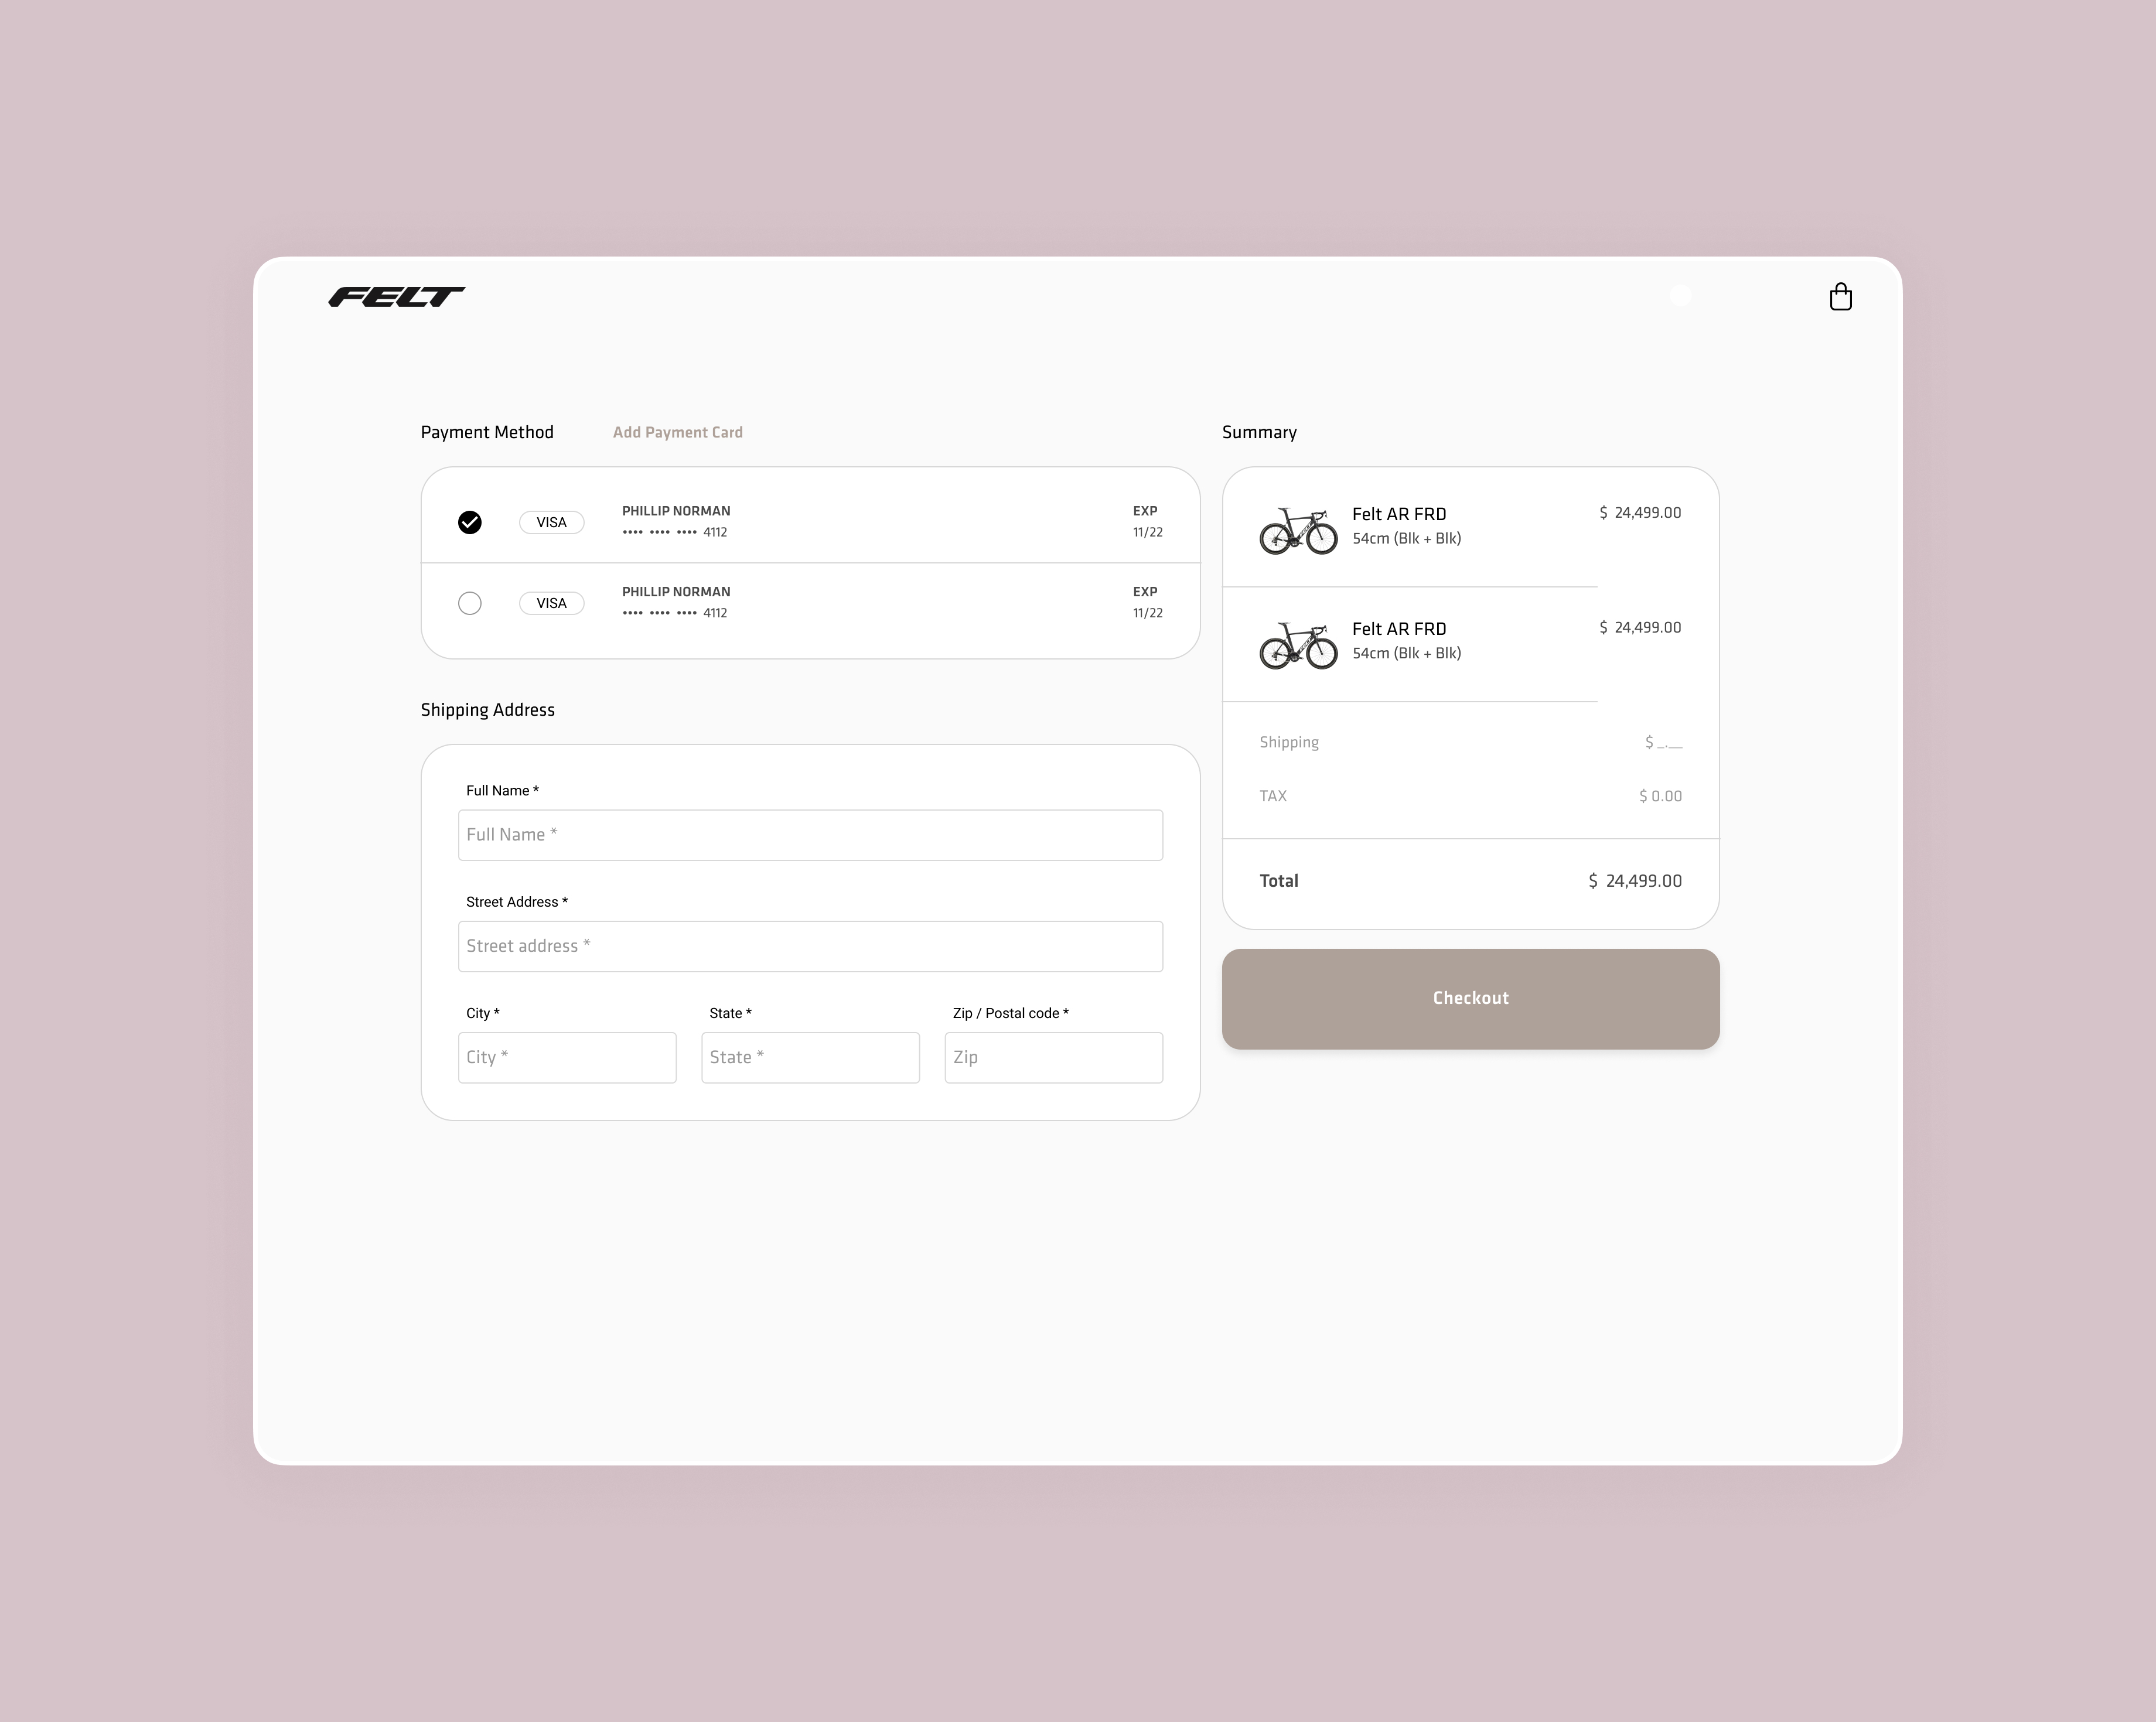 FELT
Payment Method Add Payment Card
VISA
PHILLIP NORMAN
•••• •••• •••• 4112
EXP
11/22
VISA
PHILLIP NORMAN
•••• •••• •••• 4112
EXP
11/22
Shipping Address
Full Name *
Full Name *
Street Address *
Street address *
City * State * Zip / Postal code *
City * State * Zip
Summary
Felt AR FRD $ 24,499.00
54cm (Blk + Blk)
Felt AR FRD $ 24,499.00
54cm (Blk + Blk)
Shipping $ _.__
TAX $ 0.00
Total $ 24,499.00
Checkout